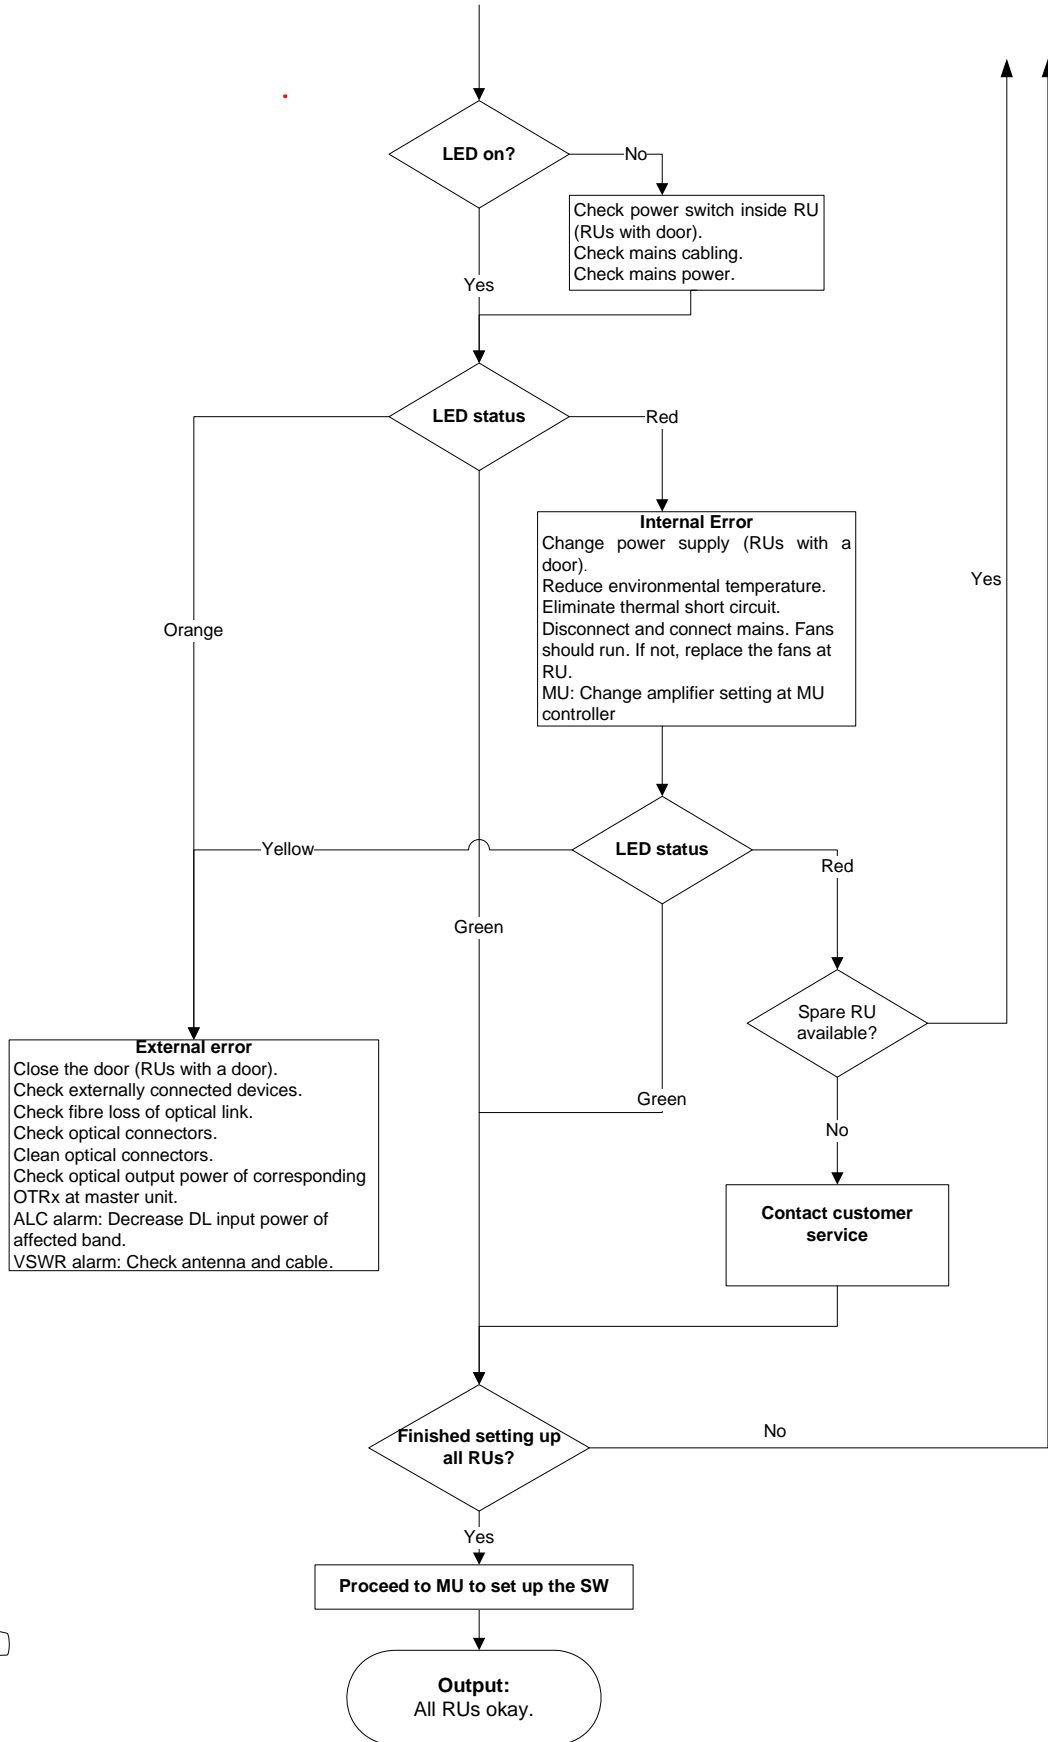 LED on?
No
Check power switch inside RU
(RUs with door).
Check mains cabling.
Check mains power.
Yes
LED status
Red
Internal Error
Change power supply (RUs with a
door).
Reduce environmental temperature.
Eliminate thermal short circuit.
Disconnect and connect mains. Fans
should run. If not, replace the fans at
RU.
MU: Change amplifier setting at MU
controller
Yes
Orange
Yellow
LED status
Red
Green
Spare RU
available?
External error
Close the door (RUs with a door).
Check externally connected devices.
Check fibre loss of optical link.
Check optical connectors.
Clean optical connectors.
Check optical output power of corresponding
OTRx at master unit.
ALC alarm: Decrease DL input power of
affected band.
VSWR alarm: Check antenna and cable.
Green
No
Contact customer
service
Finished setting up
all RUs?
No
Yes
Proceed to MU to set up the SW
Output:
All RUs okay.